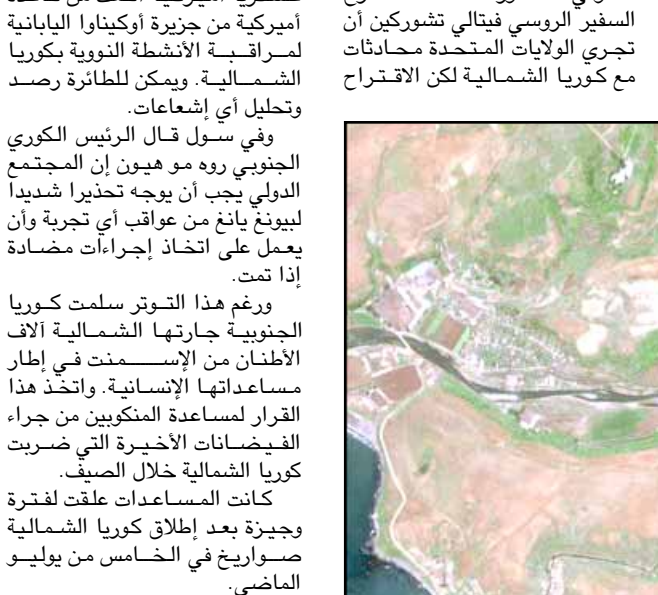 السفير الروسي فيتالي تشوركين أن
تجري الولايات المتحدة محادثات
مع كوريا الشمالية لكن الاقتراح
أميركية من جزيرة أوكيناوا اليابانية
لمراقبة الأنشطة النووية بكوريا
الشمالية. ويمكن للطائرة رصد
وتحليل أي إشعاعات.
وفي سول قال الرئيس الكوري
الجنوبي روه مو هيون إن المجتمع
الدولي يجب أن يوجه تحذيرا شديدا
لبيونغ يانغ من عواقب أي تجربة وأن
يعمل على اتخاذ إجراءات مضادة
إذا تمت.
ورغم هذا التوتر سلمت كوريا
الجنوبية جارتها الشمالية آلاف
الأطنان من الإسمنت في إطار
مساعداتها الإنسانية. واتخذ هذا
القرار لمساعدة المنكوبين من جراء
الفيضانات الأخيرة التي ضربت
كوريا الشمالية خلال الصيف.
كانت المساعدات علقت لفترة
وجيزة بعد إطلاق كوريا الشمالية
صواريخ في الخامس من يوليو
الماضي.